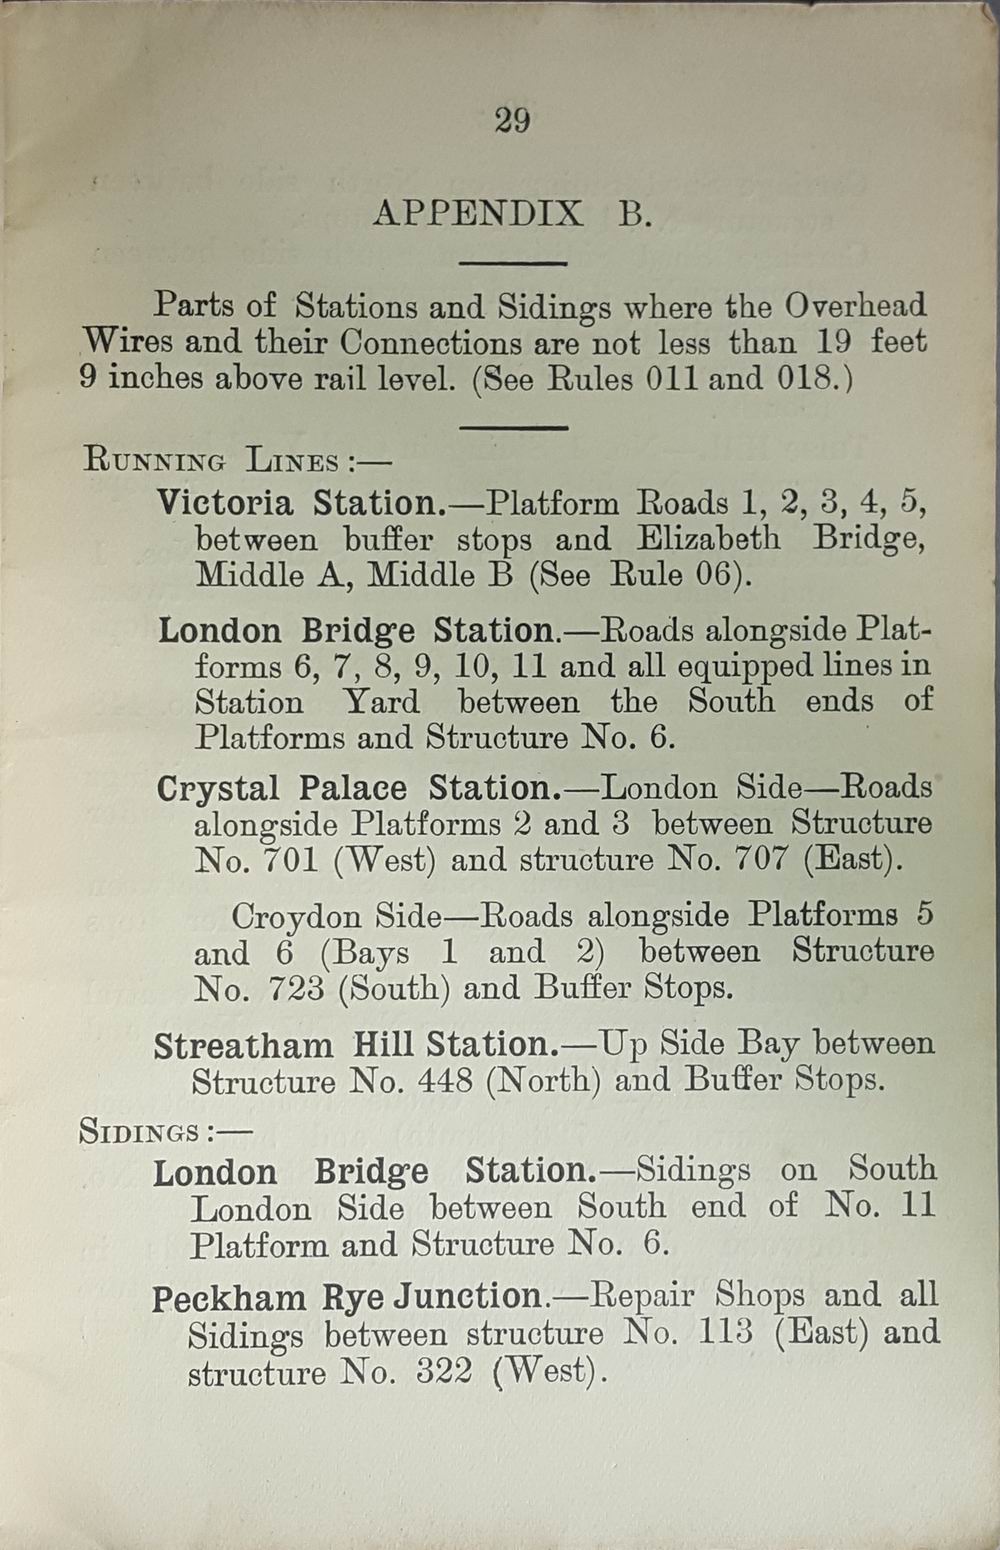 29
APPENDIX B.
Parts of Stations and Sidings where the Overhead
Wires and their Connections are not less than 19 feet
9 inches above rail level. (See Rules 011 and 018.)
RUNNING LINES :—
Victoria Station.—Platform Roads 1, 2, 3, 4, 5,
between buffer stops and Elizabeth Bridge,
Middle A, Middle B (See Rule 06).
London Bridge Station.—Roads alongside Plat-
forms 6, 7, 8, 9, 10, 11 and all equipped lines in
Station Yard between the South ends of
Platforms and Structure No. 6.
Crystal Palace Station.—London Side—Roads
alongside Platforms 2 and 3 between Structure
No. 701 (West) and structure No. 707 (East).
Croydon Side—Roads alongside Platforms 5
and 6 (Bays 1 and 2) between Structure
No. 723 (South) and Buffer Stops.
Streatham Hill Station.—Up Side Bay between
Structure No. 448 (North) and Buffer Stops.
SIDINGS :—
London Bridge Station.—Sidings on South
London Side between South end of No. 11
Platform and Structure No. 6.
Peckham Rye Junction.—Repair Shops and all
Sidings between structure No. 113 (East) and
structure No. 322 (West).